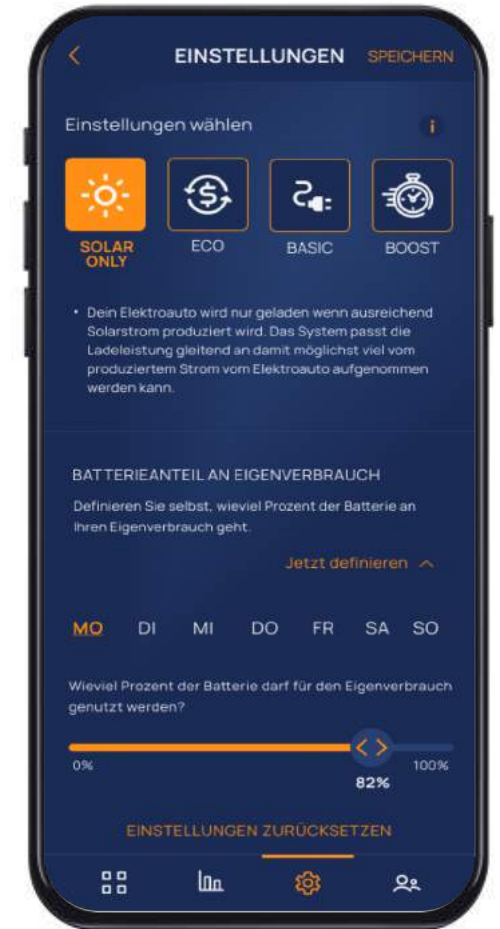 EINSTELLUNGEN SPEICHERN
Einstellungen wählen i
SOLAR ONLY ECO BASIC BOOST
• Dein Elektroauto wird nur geladen wenn ausreichend
Solarstrom produziert wird. Das System passt die
Ladeleistung gleitend an damit möglichst viel vom
produziertem Strom vom Elektroauto aufgenommen
werden kann.
BATTERIEANTEIL AN EIGENVERBRAUCH
Definieren Sie selbst, wieviel Prozent der Batterie an
Ihren Eigenverbrauch geht.
Jetzt definieren
MO DI MI DO FR SA SO
Wieviel Prozent der Batterie darf für den Eigenverbrauch
genutzt werden?
0% 100%
82%
EINSTELLUNGEN ZURÜCKSETZEN